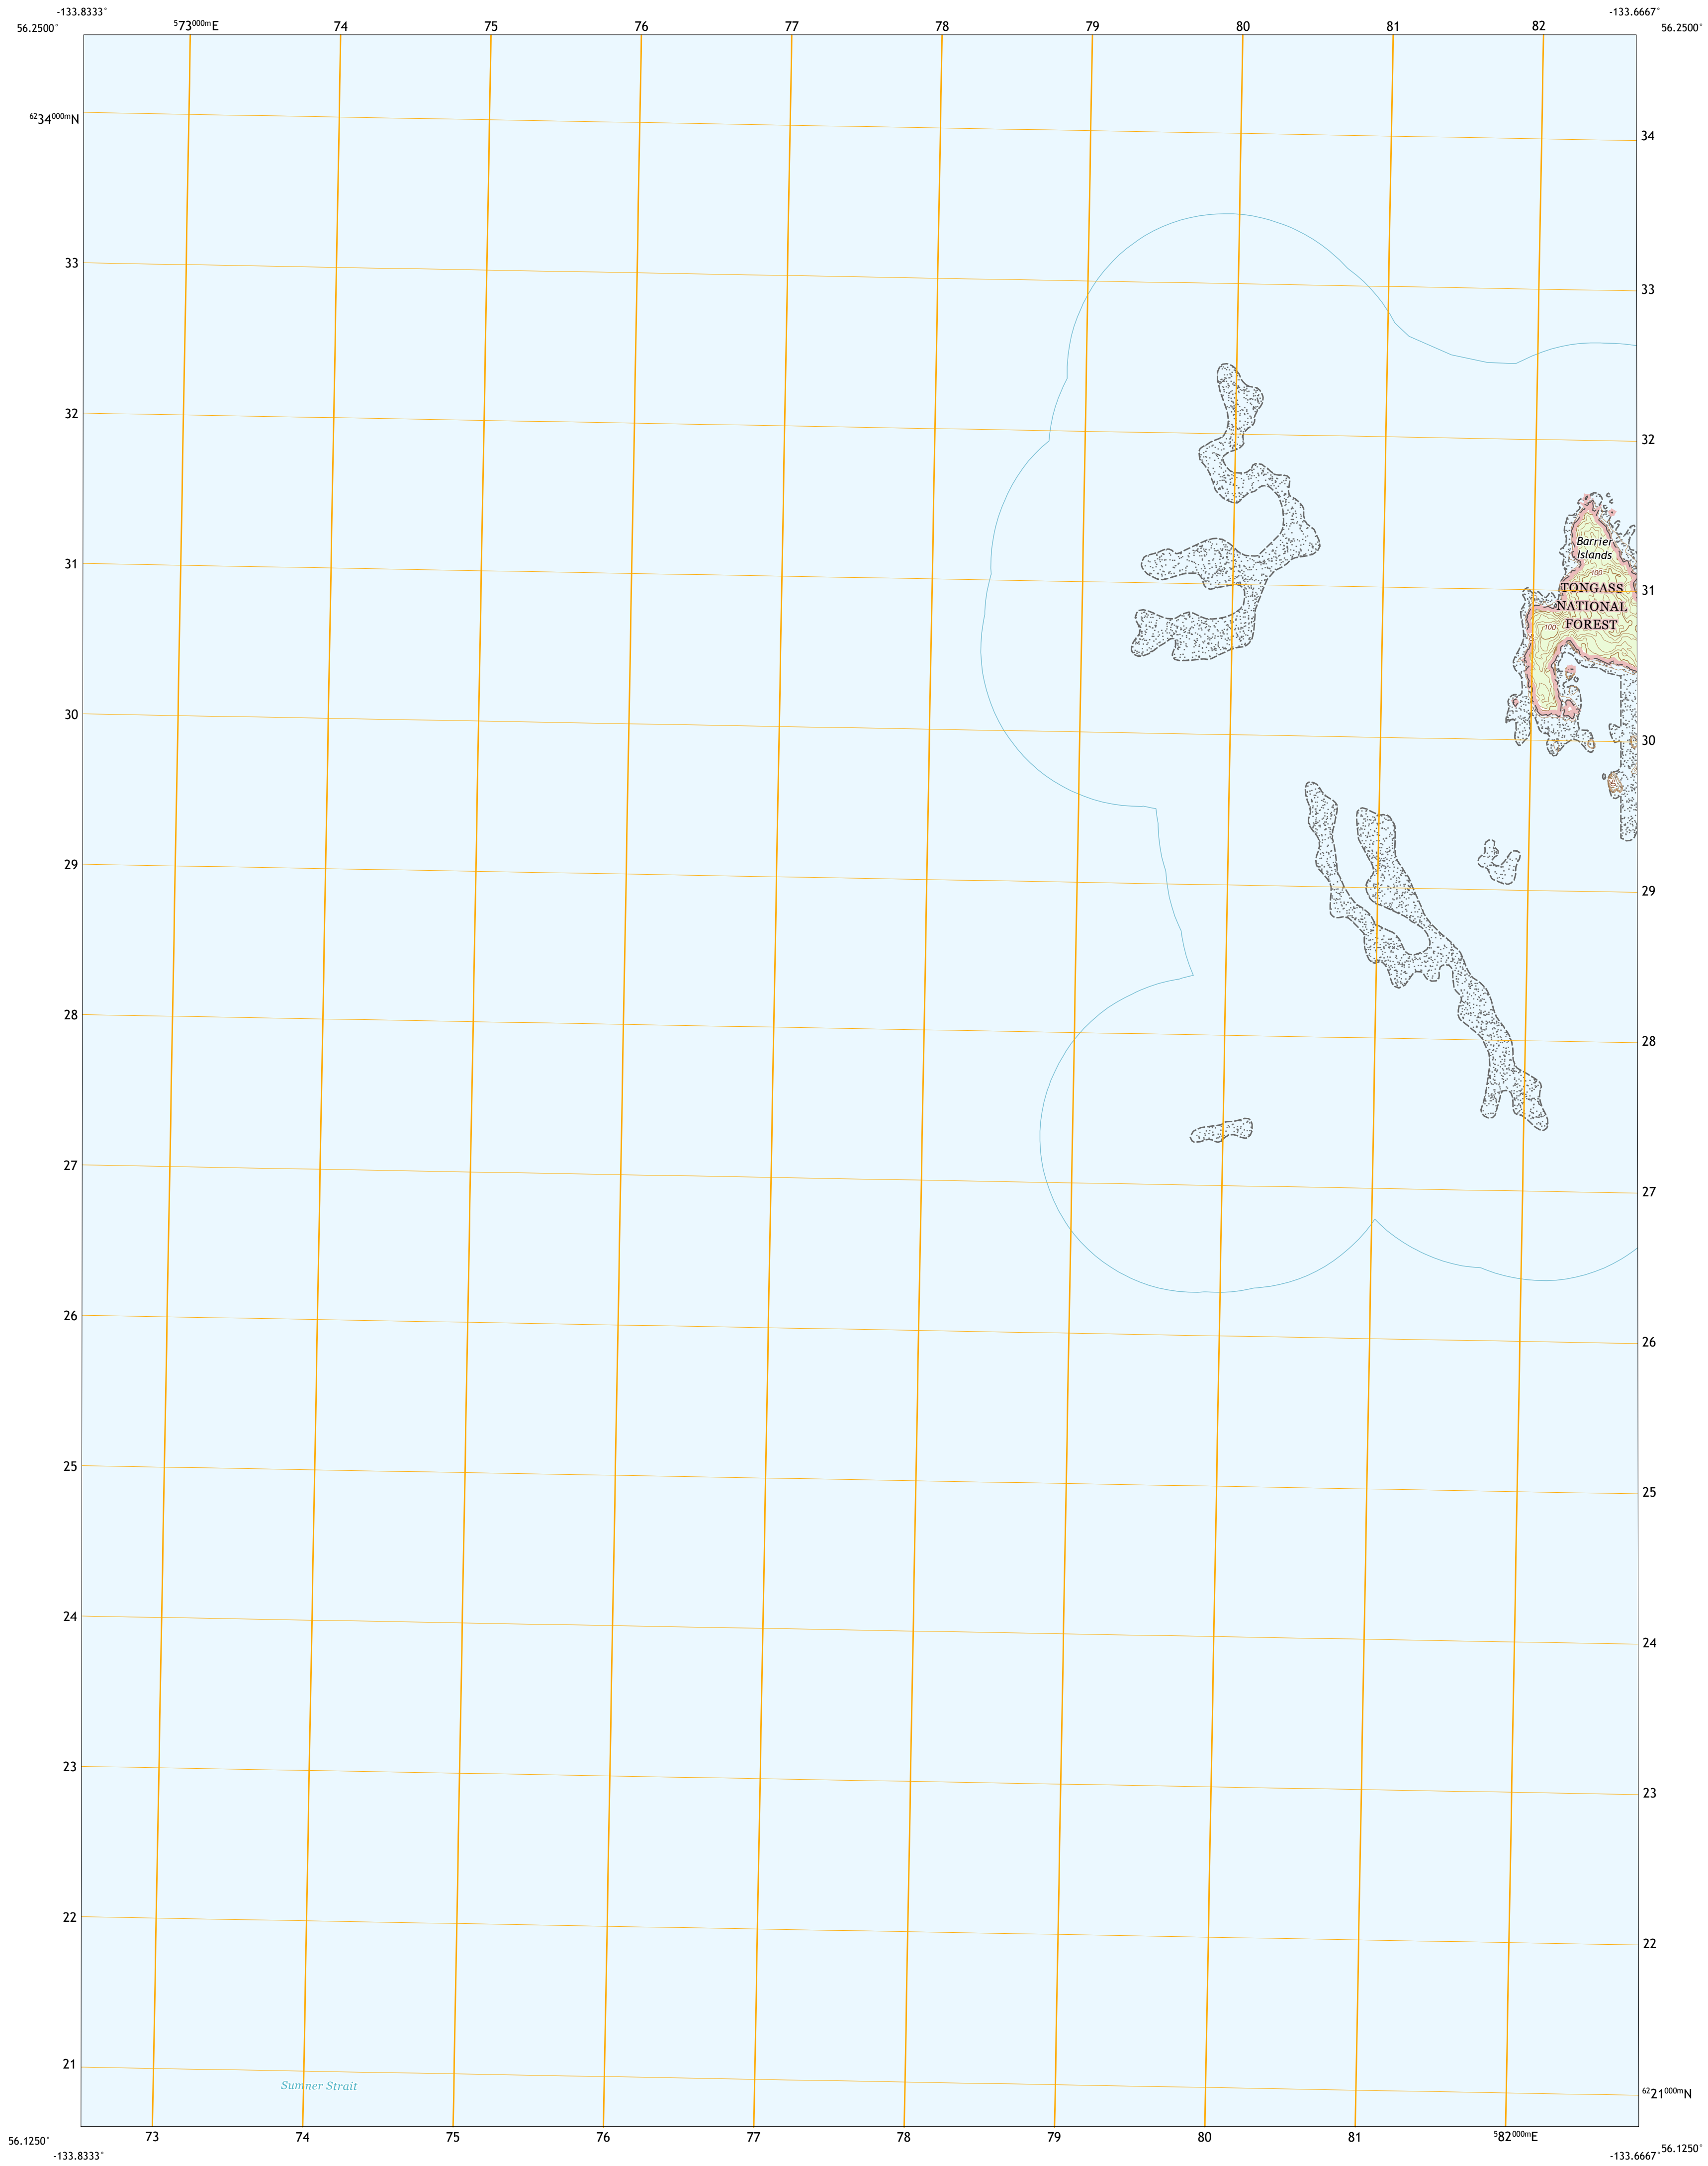 -133.8333° -133.6667°
56.2500° ⁵73⁰⁰⁰ᵐE 74 75 76 77 78 79 80 81 82 56.2500°
⁶²34⁰⁰⁰ᵐN 34
33 33
32 32
Barrier
Islands
31 100 31
TONGASS
NATIONAL
FOREST
100
30 30
29 29
28 28
27 27
26 26
25 25
24 24
23 23
22 22
21 ⁶²21⁰⁰⁰ᵐN
Sumner Strait
56.1250° 73 74 75 76 77 78 79 80 81 ⁵82⁰⁰⁰ᵐE 56.1250°
-133.8333° -133.6667°